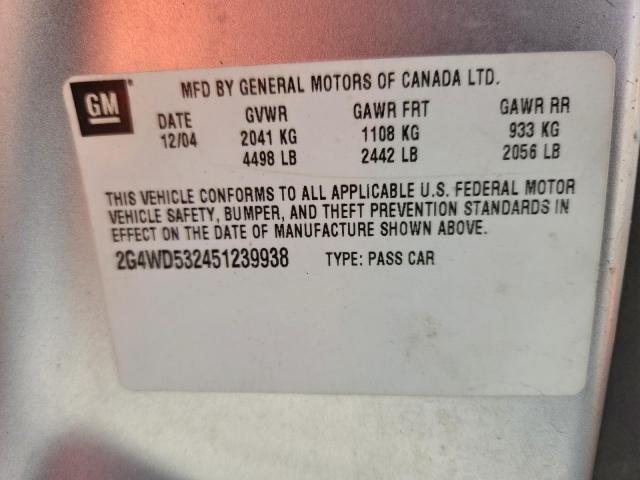 GM
MFD BY GENERAL MOTORS OF CANADA LTD.
DATE GVWR GAWR FRT GAWR RR
12/04 2041 KG 1108 KG 933 KG
4498 LB 2442 LB 2056 LB
THIS VEHICLE CONFORMS TO ALL APPLICABLE U.S. FEDERAL MOTOR
VEHICLE SAFETY, BUMPER, AND THEFT PREVENTION STANDARDS IN
EFFECT ON THE DATE OF MANUFACTURE SHOWN ABOVE.
2G4WD532451239938 TYPE: PASS CAR